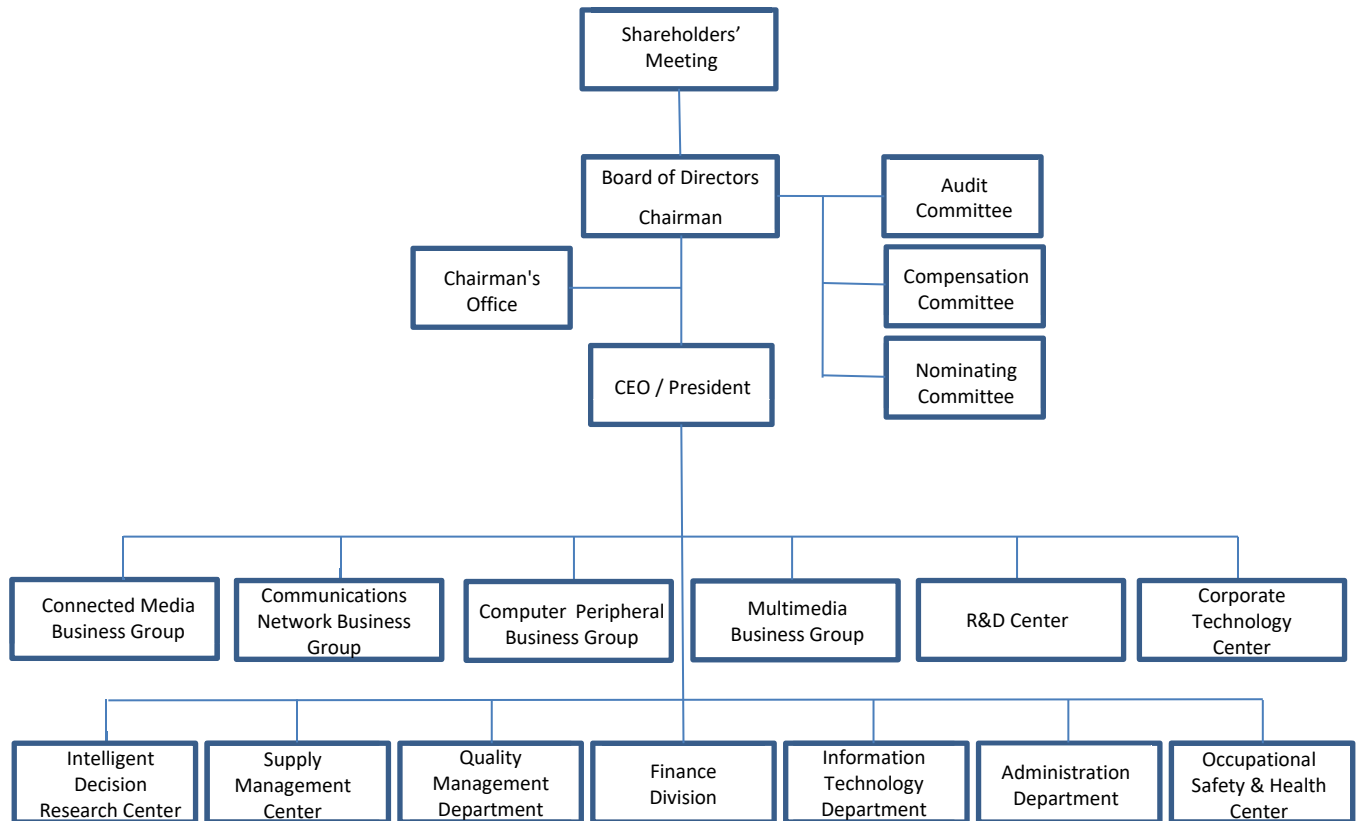 Shareholders’
Meeting
Board of Directors
Chairman
Audit
Committee
Chairman's
Office
Compensation
Committee
CEO / President
Nominating
Committee
Connected Media
Business Group
Communications
Network Business
Group
Computer Peripheral
Business Group
Multimedia
Business Group
R&D Center
Corporate
Technology
Center
Intelligent
Decision
Research Center
Supply
Management
Center
Quality
Management
Department
Finance
Division
Information
Technology
Department
Administration
Department
Occupational
Safety & Health
Center